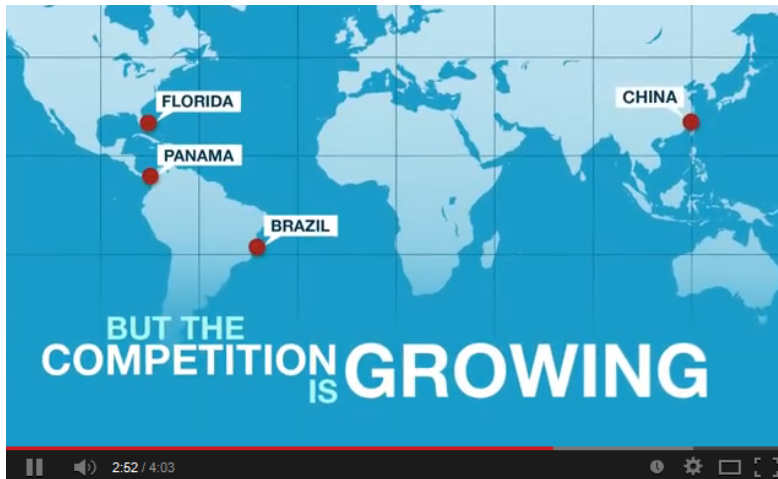 FLORIDA
CHINA
PANAMA
BRAZIL
BUT THE
COMPETITION
IS GROWING
2:52 / 4:03